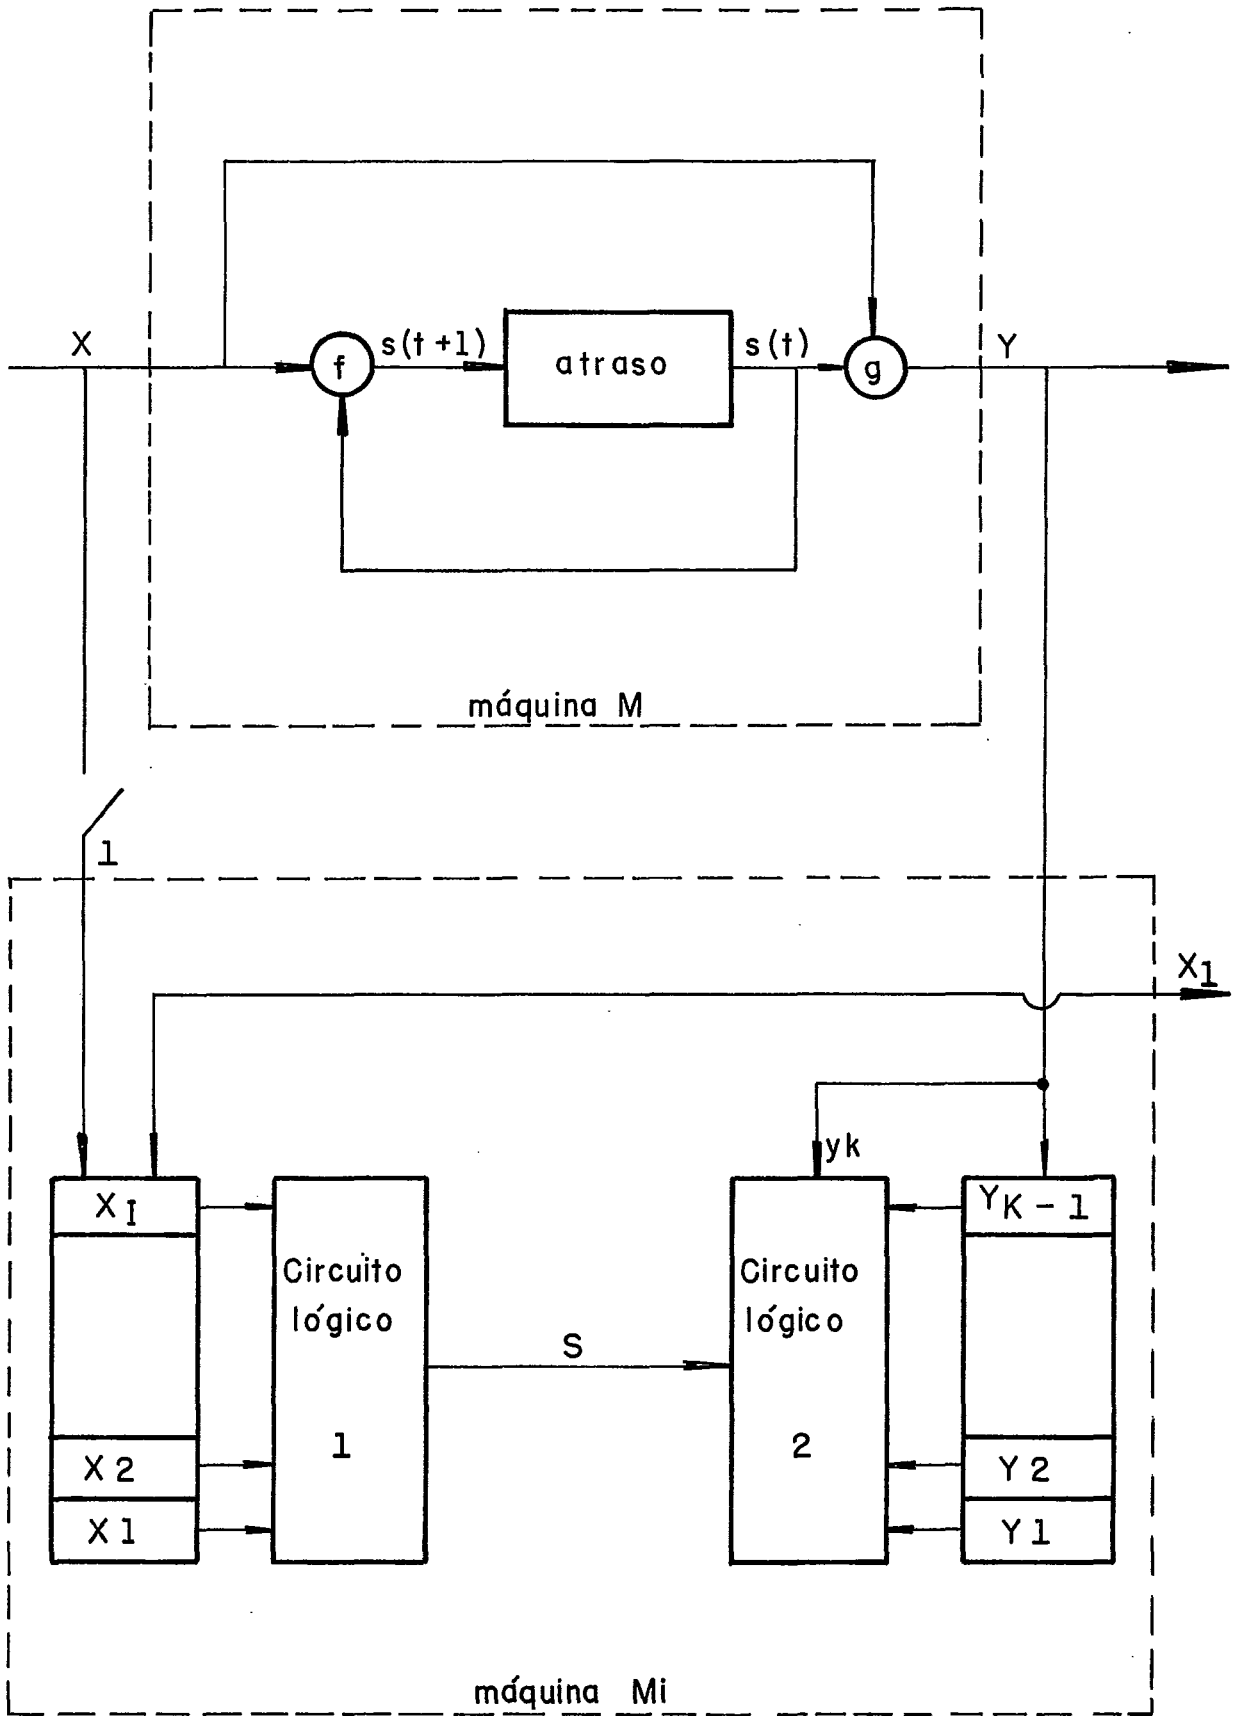 X
f
s(t+1)
atraso
s(t)
g
Y
máquina M
1
X1
yk
XI
YK-1
Circuito
lógico
1
S
Circuito
lógico
2
X2
X1
Y2
Y1
máquina Mi